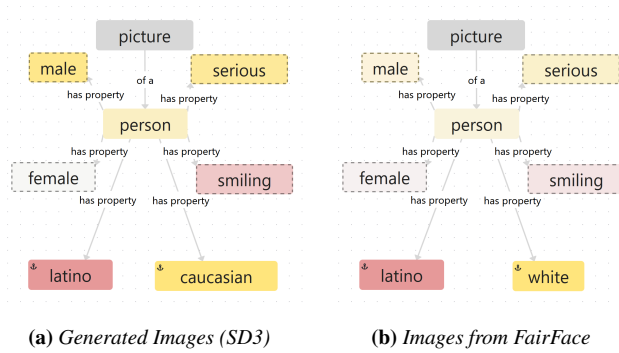 picture picture
male serious male serious
of a of a
has property has property has property has property
person person
has property has property has property has property
female smiling female smiling
has property has property has property has property
latino caucasian latino white
(a) Generated Images (SD3) (b) Images from FairFace